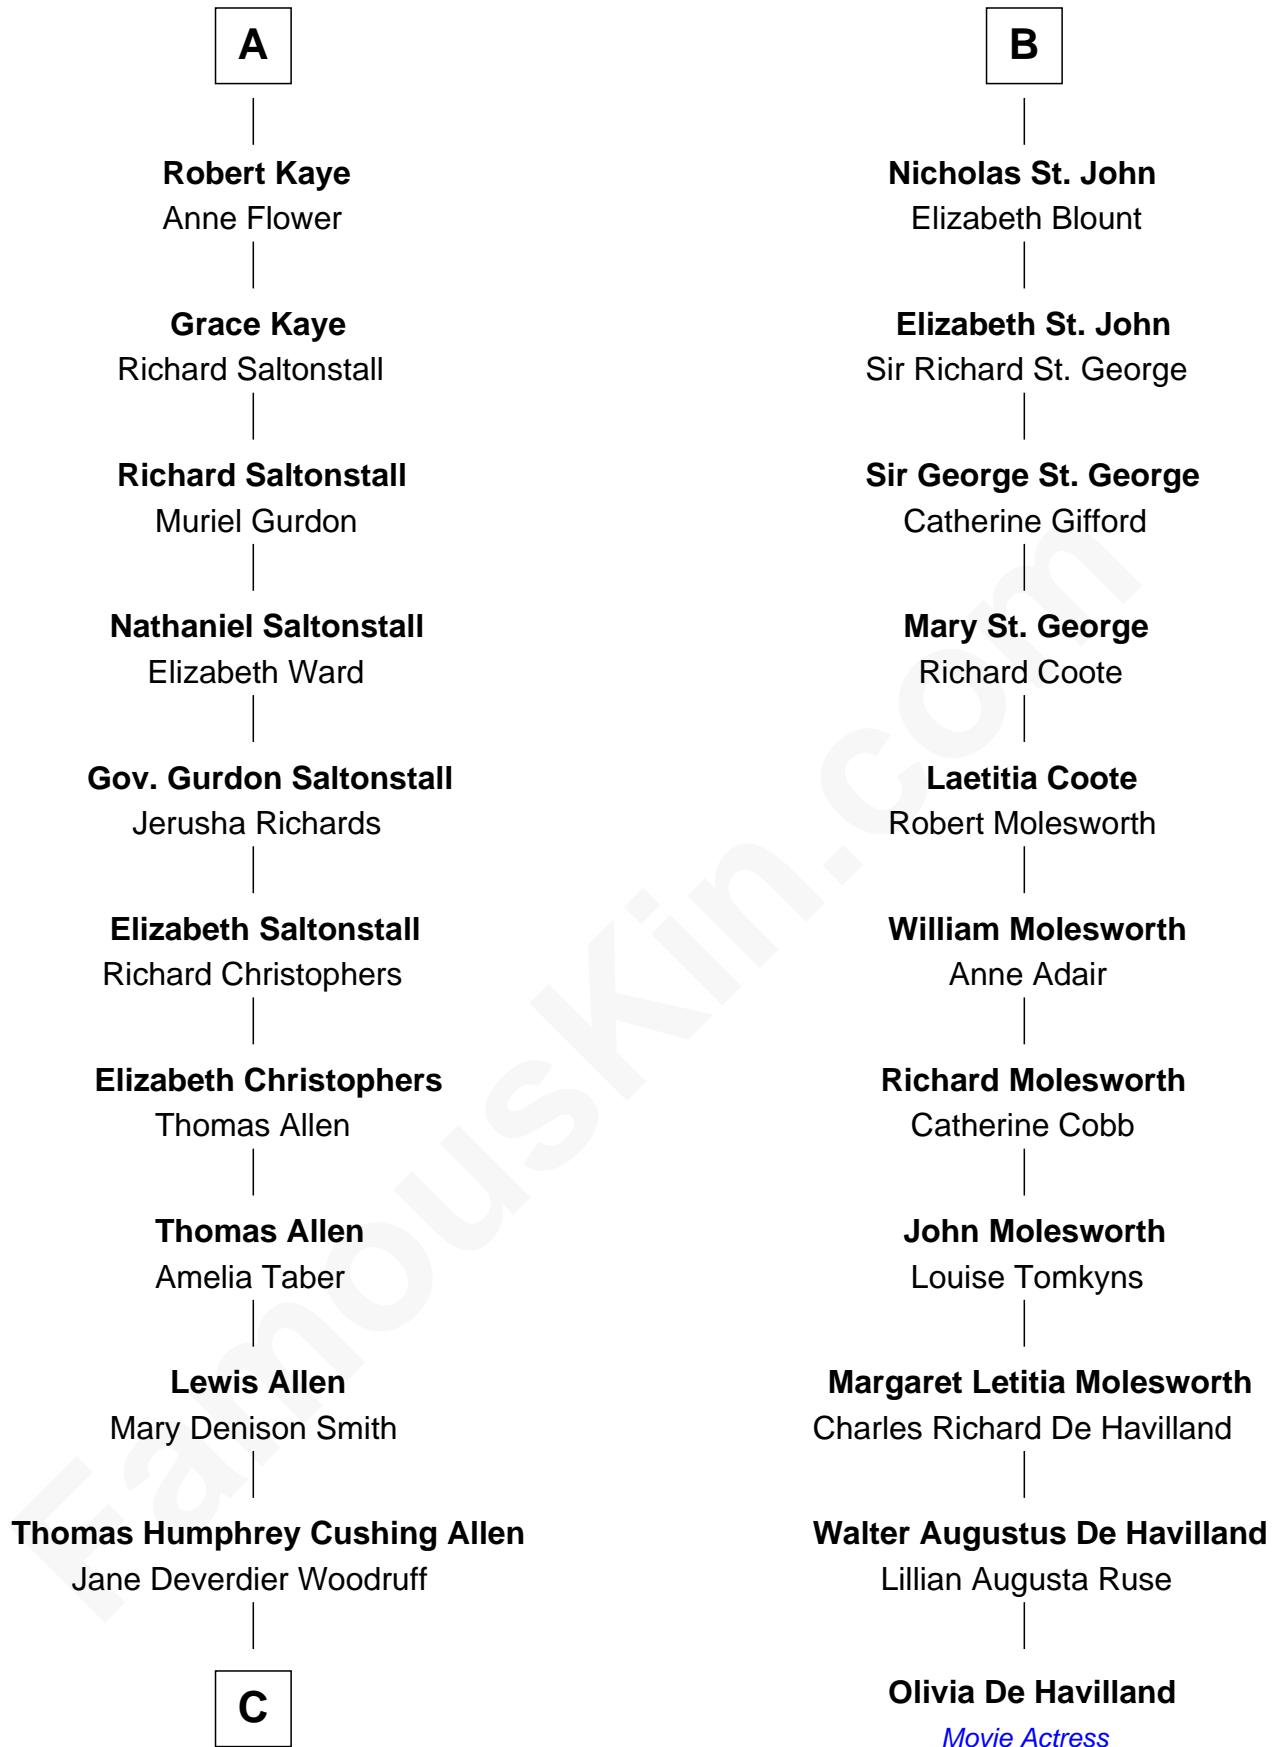 A
Robert Kaye
Anne Flower
Grace Kaye
Richard Saltonstall
Richard Saltonstall
Muriel Gurdon
Nathaniel Saltonstall
Elizabeth Ward
Gov. Gurdon Saltonstall
Jerusha Richards
Elizabeth Saltonstall
Richard Christophers
Elizabeth Christophers
Thomas Allen
Thomas Allen
Amelia Taber
Lewis Allen
Mary Denison Smith
Thomas Humphrey Cushing Allen
Jane Deverdier Woodruff
C
B
Nicholas St. John
Elizabeth Blount
Elizabeth St. John
Sir Richard St. George
Sir George St. George
Catherine Gifford
Mary St. George
Richard Coote
Laetitia Coote
Robert Molesworth
William Molesworth
Anne Adair
Richard Molesworth
Catherine Cobb
John Molesworth
Louise Tomkyns
Margaret Letitia Molesworth
Charles Richard De Havilland
Walter Augustus De Havilland
Lillian Augusta Ruse
Olivia De Havilland
Movie Actress
FamousKin.com